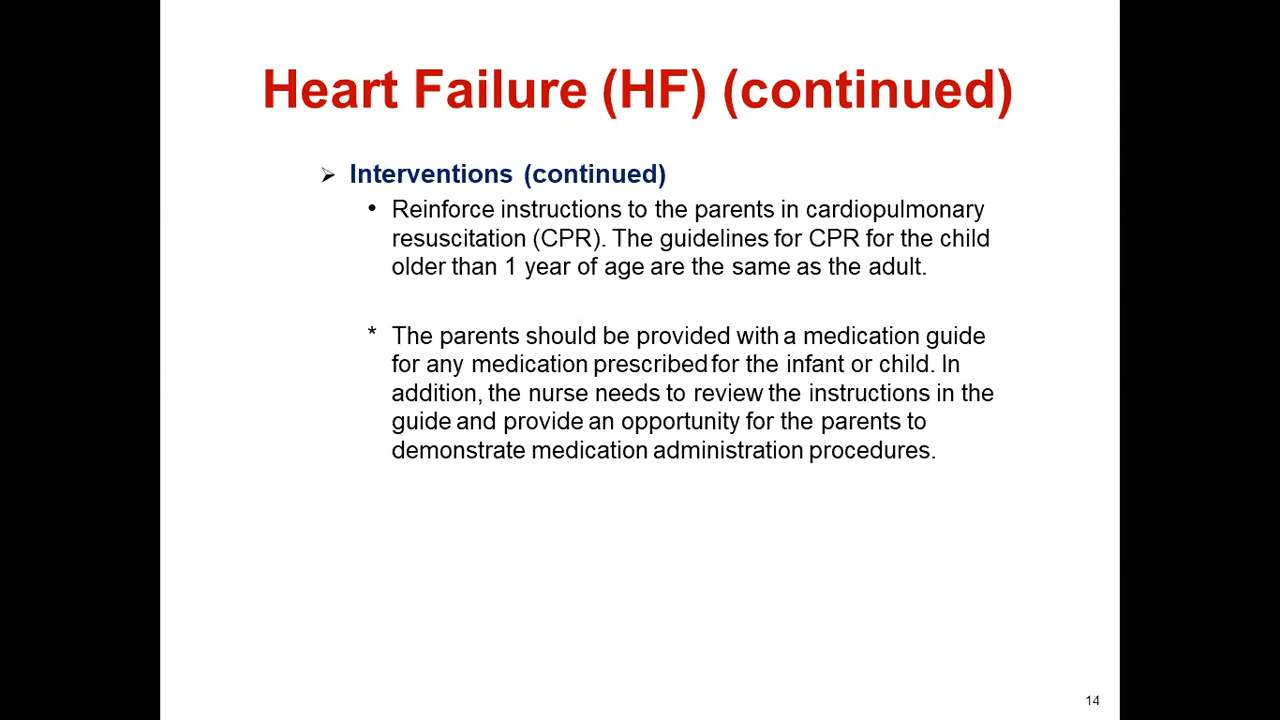 Heart Failure (HF) (continued)
➢ Interventions (continued)
• Reinforce instructions to the parents in cardiopulmonary
resuscitation (CPR). The guidelines for CPR for the child
older than 1 year of age are the same as the adult.
* The parents should be provided with a medication guide
for any medication prescribed for the infant or child. In
addition, the nurse needs to review the instructions in the
guide and provide an opportunity for the parents to
demonstrate medication administration procedures.
14